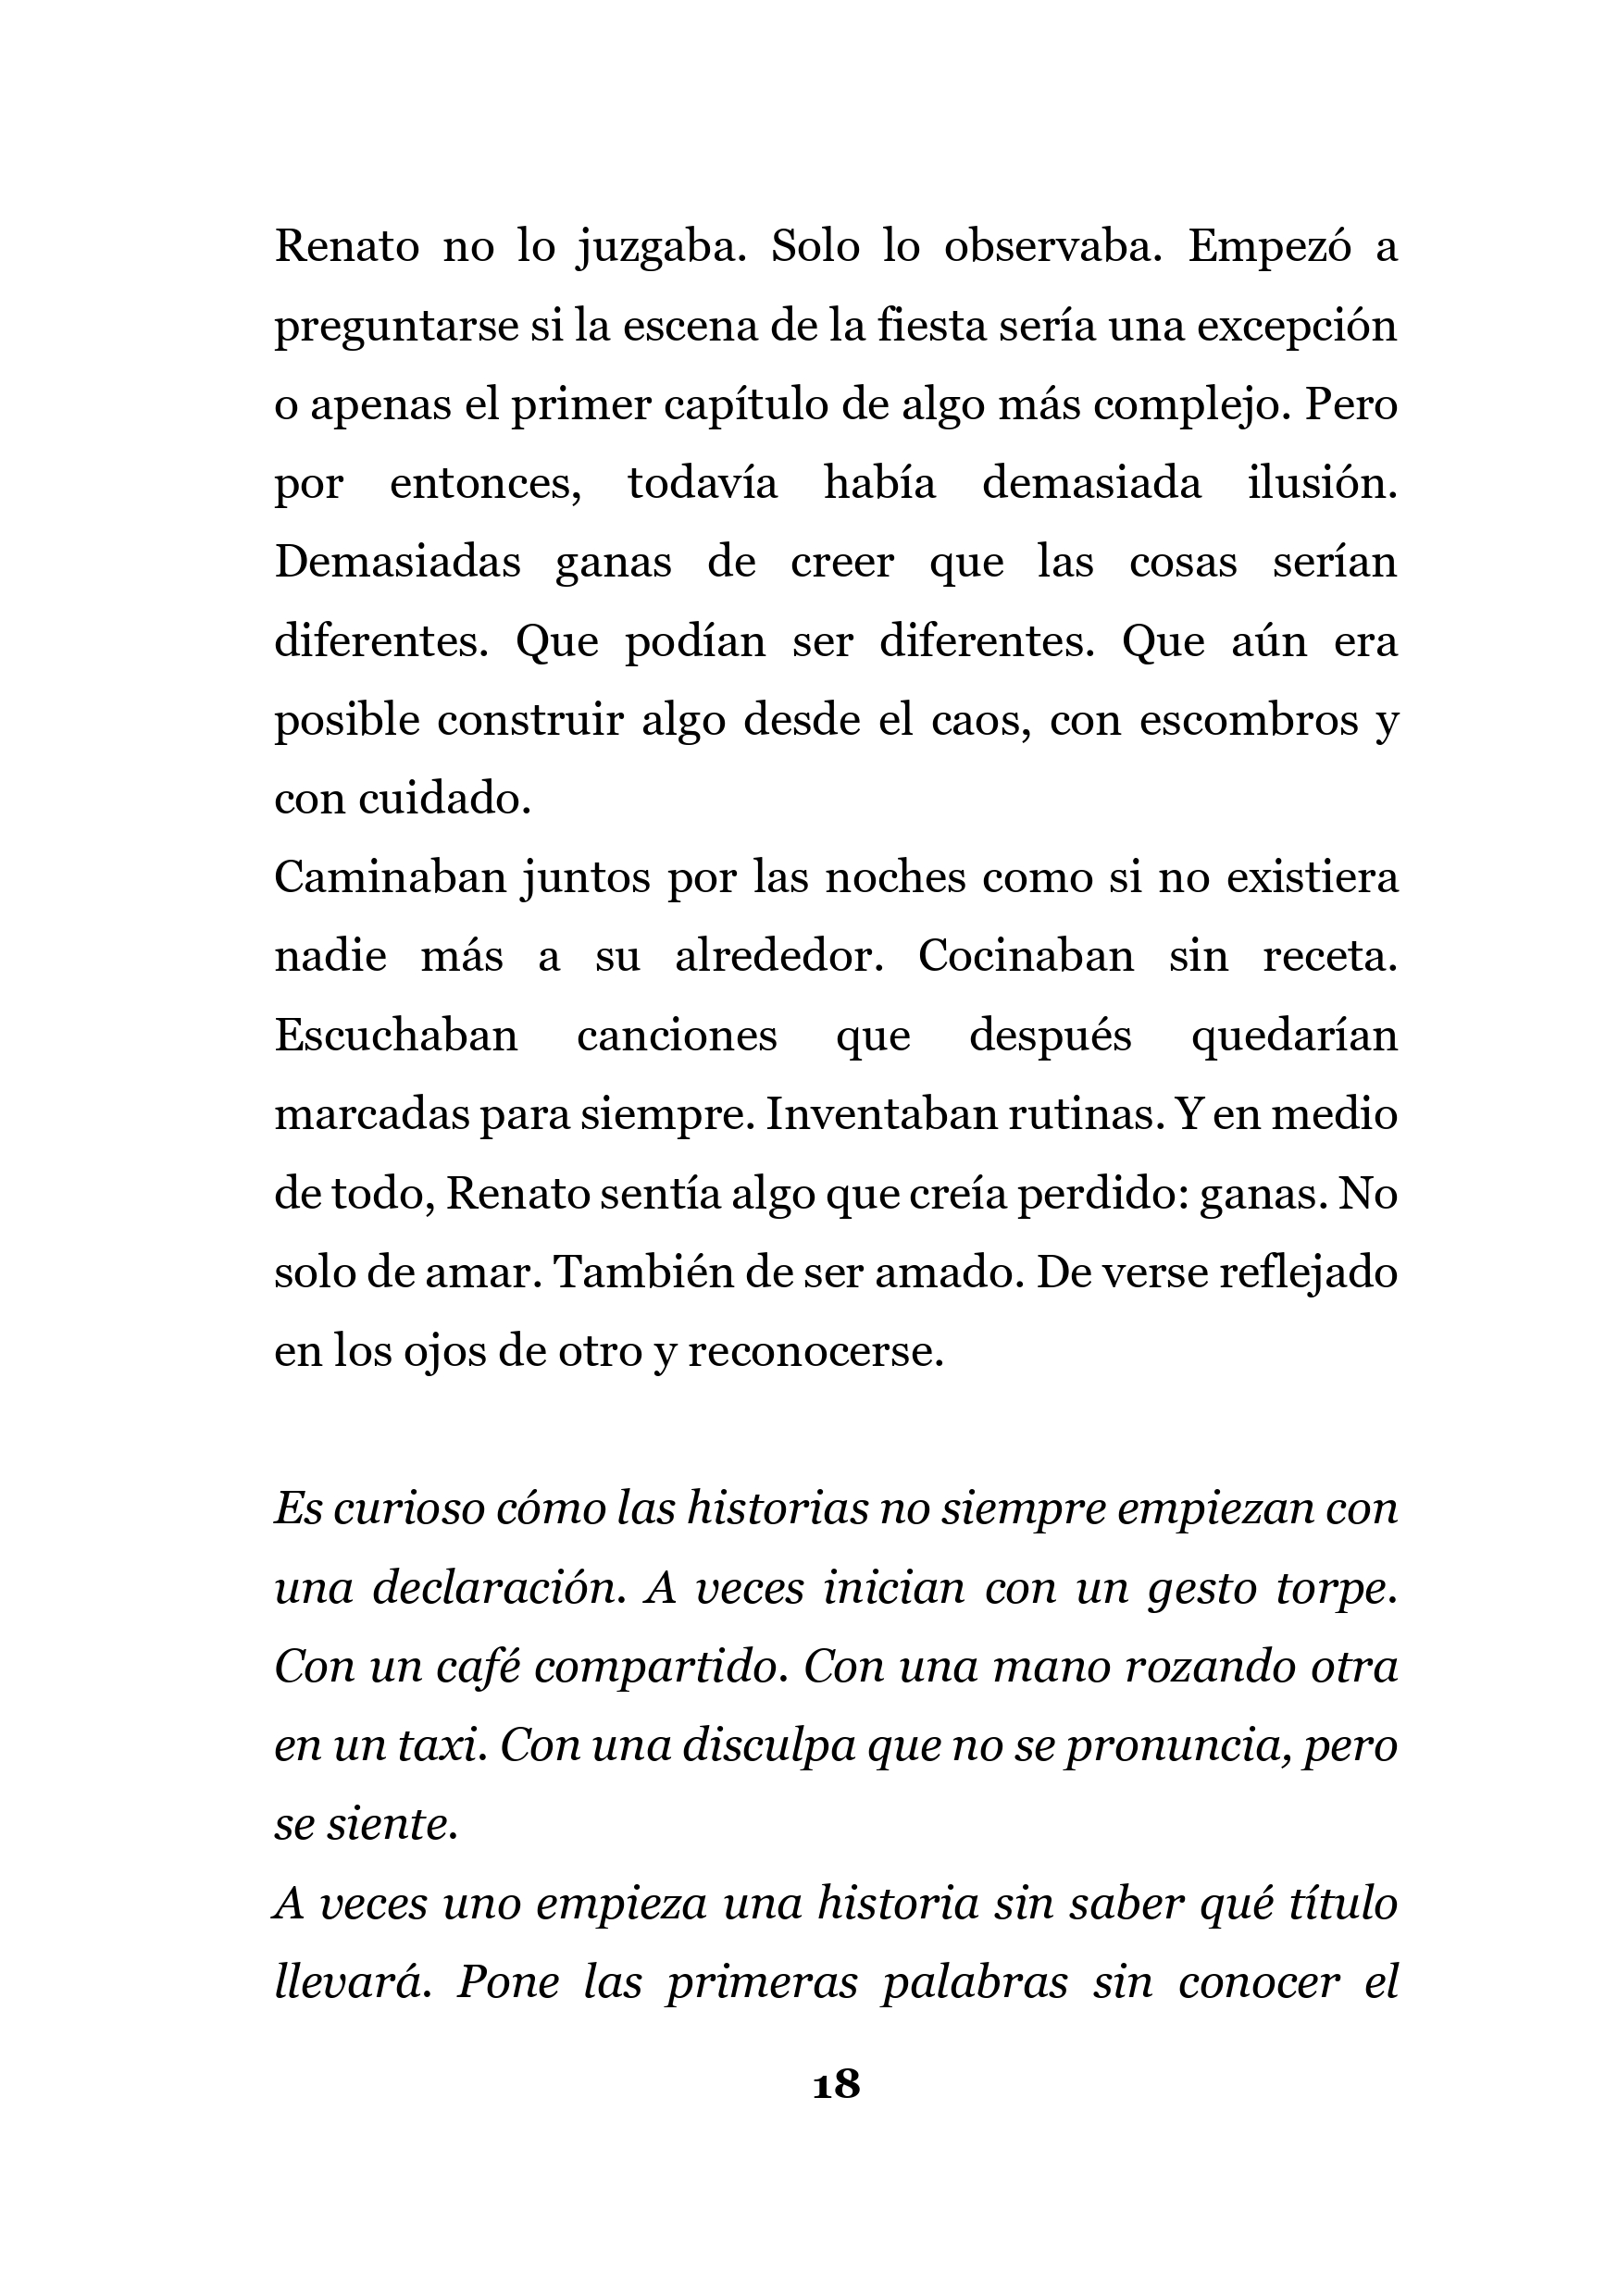 Renato no lo juzgaba. Solo lo observaba. Empezó a
preguntarse si la escena de la fiesta sería una excepción
o apenas el primer capítulo de algo más complejo. Pero
por entonces, todavía había demasiada ilusión.
Demasiadas ganas de creer que las cosas serían
diferentes. Que podían ser diferentes. Que aún era
posible construir algo desde el caos, con escombros y
con cuidado.
Caminaban juntos por las noches como si no existiera
nadie más a su alrededor. Cocinaban sin receta.
Escuchaban canciones que después quedarían
marcadas para siempre. Inventaban rutinas. Y en medio
de todo, Renato sentía algo que creía perdido: ganas. No
solo de amar. También de ser amado. De verse reflejado
en los ojos de otro y reconocerse.
Es curioso cómo las historias no siempre empiezan con
una declaración. A veces inician con un gesto torpe.
Con un café compartido. Con una mano rozando otra
en un taxi. Con una disculpa que no se pronuncia, pero
se siente.
A veces uno empieza una historia sin saber qué título
llevará. Pone las primeras palabras sin conocer el
18